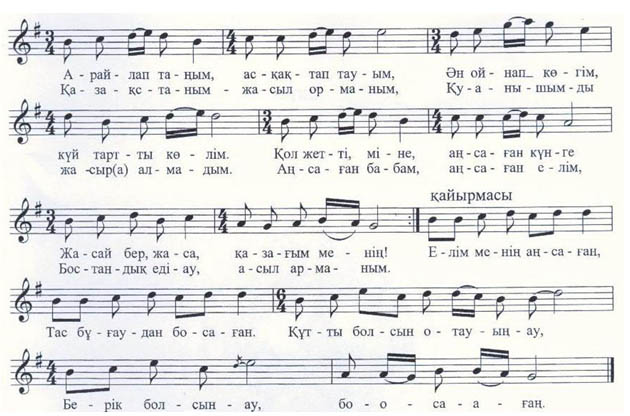 А - рай - лап та - ным, ас - қақ - тап тау - ым, Ән ой - нап_ кө - гім,
Қа - за - қс - та - ным - жа - сыл ор - ма - ным, Қу - а - ны - шым - ды
күй тарт - ты кө - лім. Қол жет - ті, мі - не, аң - са - ған күн - ге
жа - сыр(а) ал - ма - дым. Аң - са - ған ба - бам, аң - са - ған е - лім,
қайырмасы
Жа - сай бер, жа - са, қа - за - ғым ме - нің! Е - лім ме - нің аң - са - ған,
Бос - тан - дық еді - ау, а - сыл ар - ма - ным.
Тас бұ - ғау - дан бо - са - ған. Құт - ты бол - сын о - тау - ың - ау,
Бе - рік бол - сын - ау, бо - о - са - а - ған.